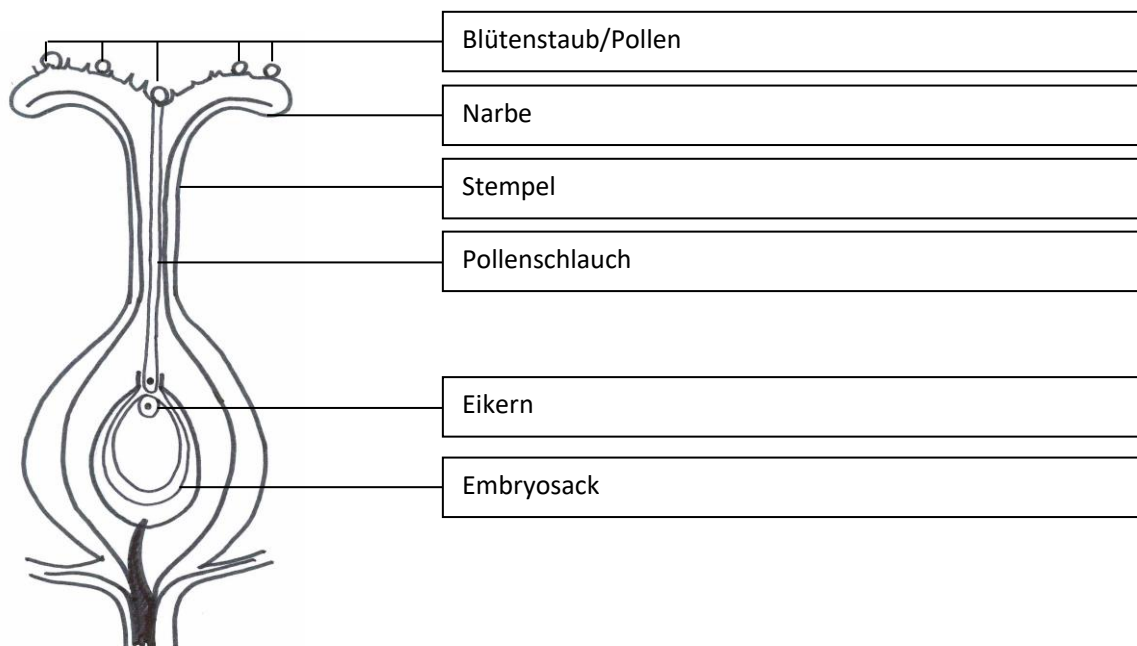 Blütenstaub/Pollen
Narbe
Stempel
Pollenschlauch
Eikern
Embryosack